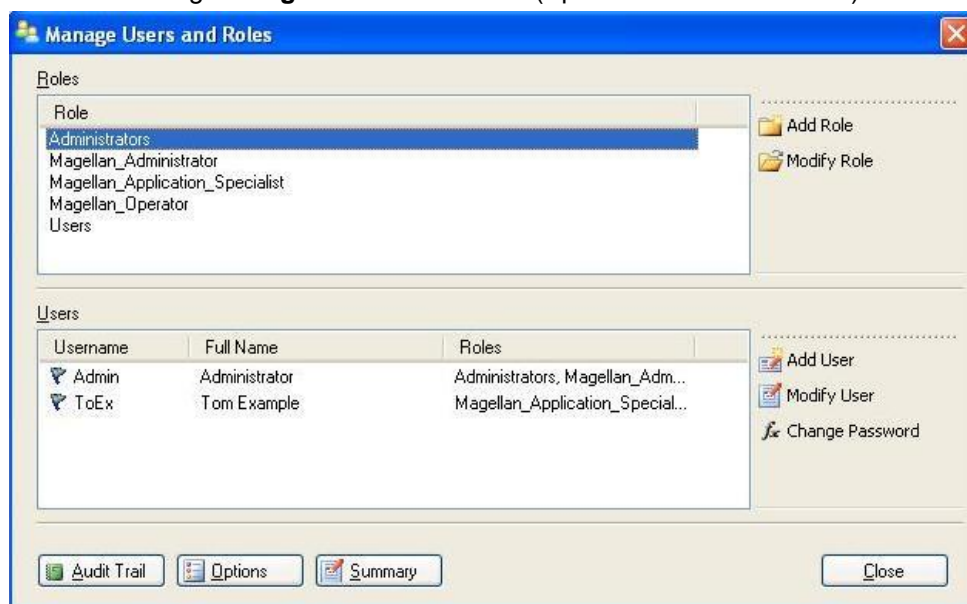 Manage Users and Roles
Roles
Role
Administrators
Magellan_Administrator
Magellan_Application_Specialist
Magellan_Operator
Users
Add Role
Modify Role
Users
Username Full Name Roles
Admin Administrator Administrators, Magellan_Adm...
ToEx Tom Example Magellan_Application_Special...
Add User
Modify User
fx Change Password
Audit Trail Options Summary Close